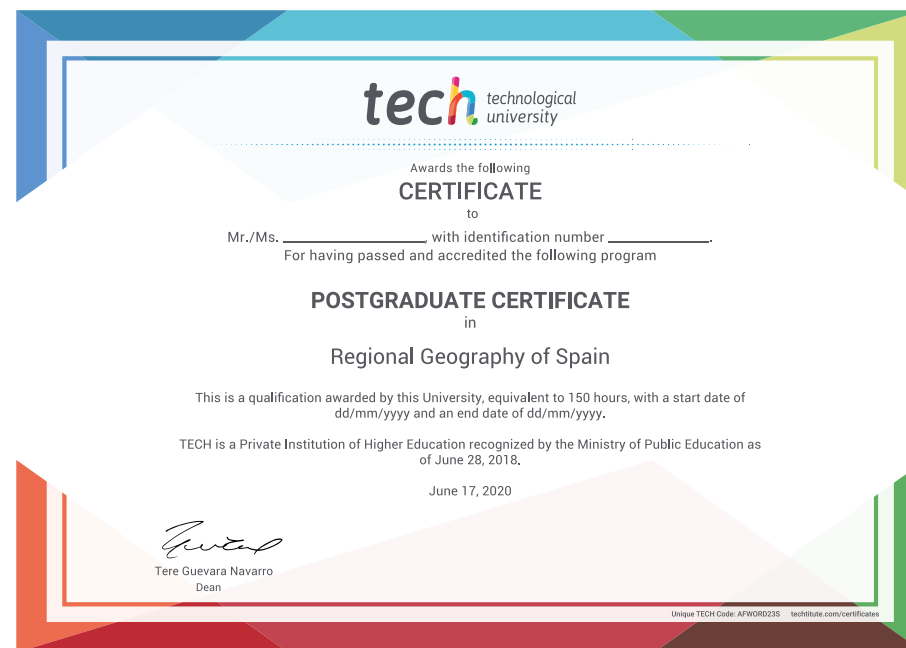 tech technological
university
Awards the following
CERTIFICATE
to
Mr./Ms. ____________________, with identification number ______________.
For having passed and accredited the following program
POSTGRADUATE CERTIFICATE
in
Regional Geography of Spain
This is a qualification awarded by this University, equivalent to 150 hours, with a start date of
dd/mm/yyyy and an end date of dd/mm/yyyy.
TECH is a Private Institution of Higher Education recognized by the Ministry of Public Education as
of June 28, 2018.
June 17, 2020
Tere Guevara Navarro
Dean
Unique TECH Code: AFWORD23S techtitute.com/certificates